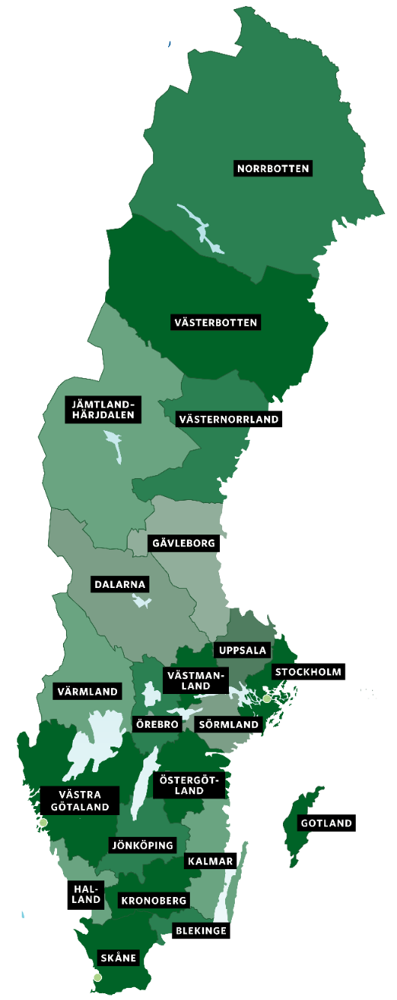 NORRBOTTEN
VÄSTERBOTTEN
JÄMTLAND-
HÄRJDALEN
VÄSTERNORRLAND
GÄVLEBORG
DALARNA
UPPSALA
STOCKHOLM
VÄSTMAN-
LAND
VÄRMLAND
ÖREBRO
SÖRMLAND
ÖSTERGÖT-
LAND
VÄSTRA
GÖTALAND
GOTLAND
JÖNKÖPING
KALMAR
HAL-
LAND
KRONOBERG
BLEKINGE
SKÅNE